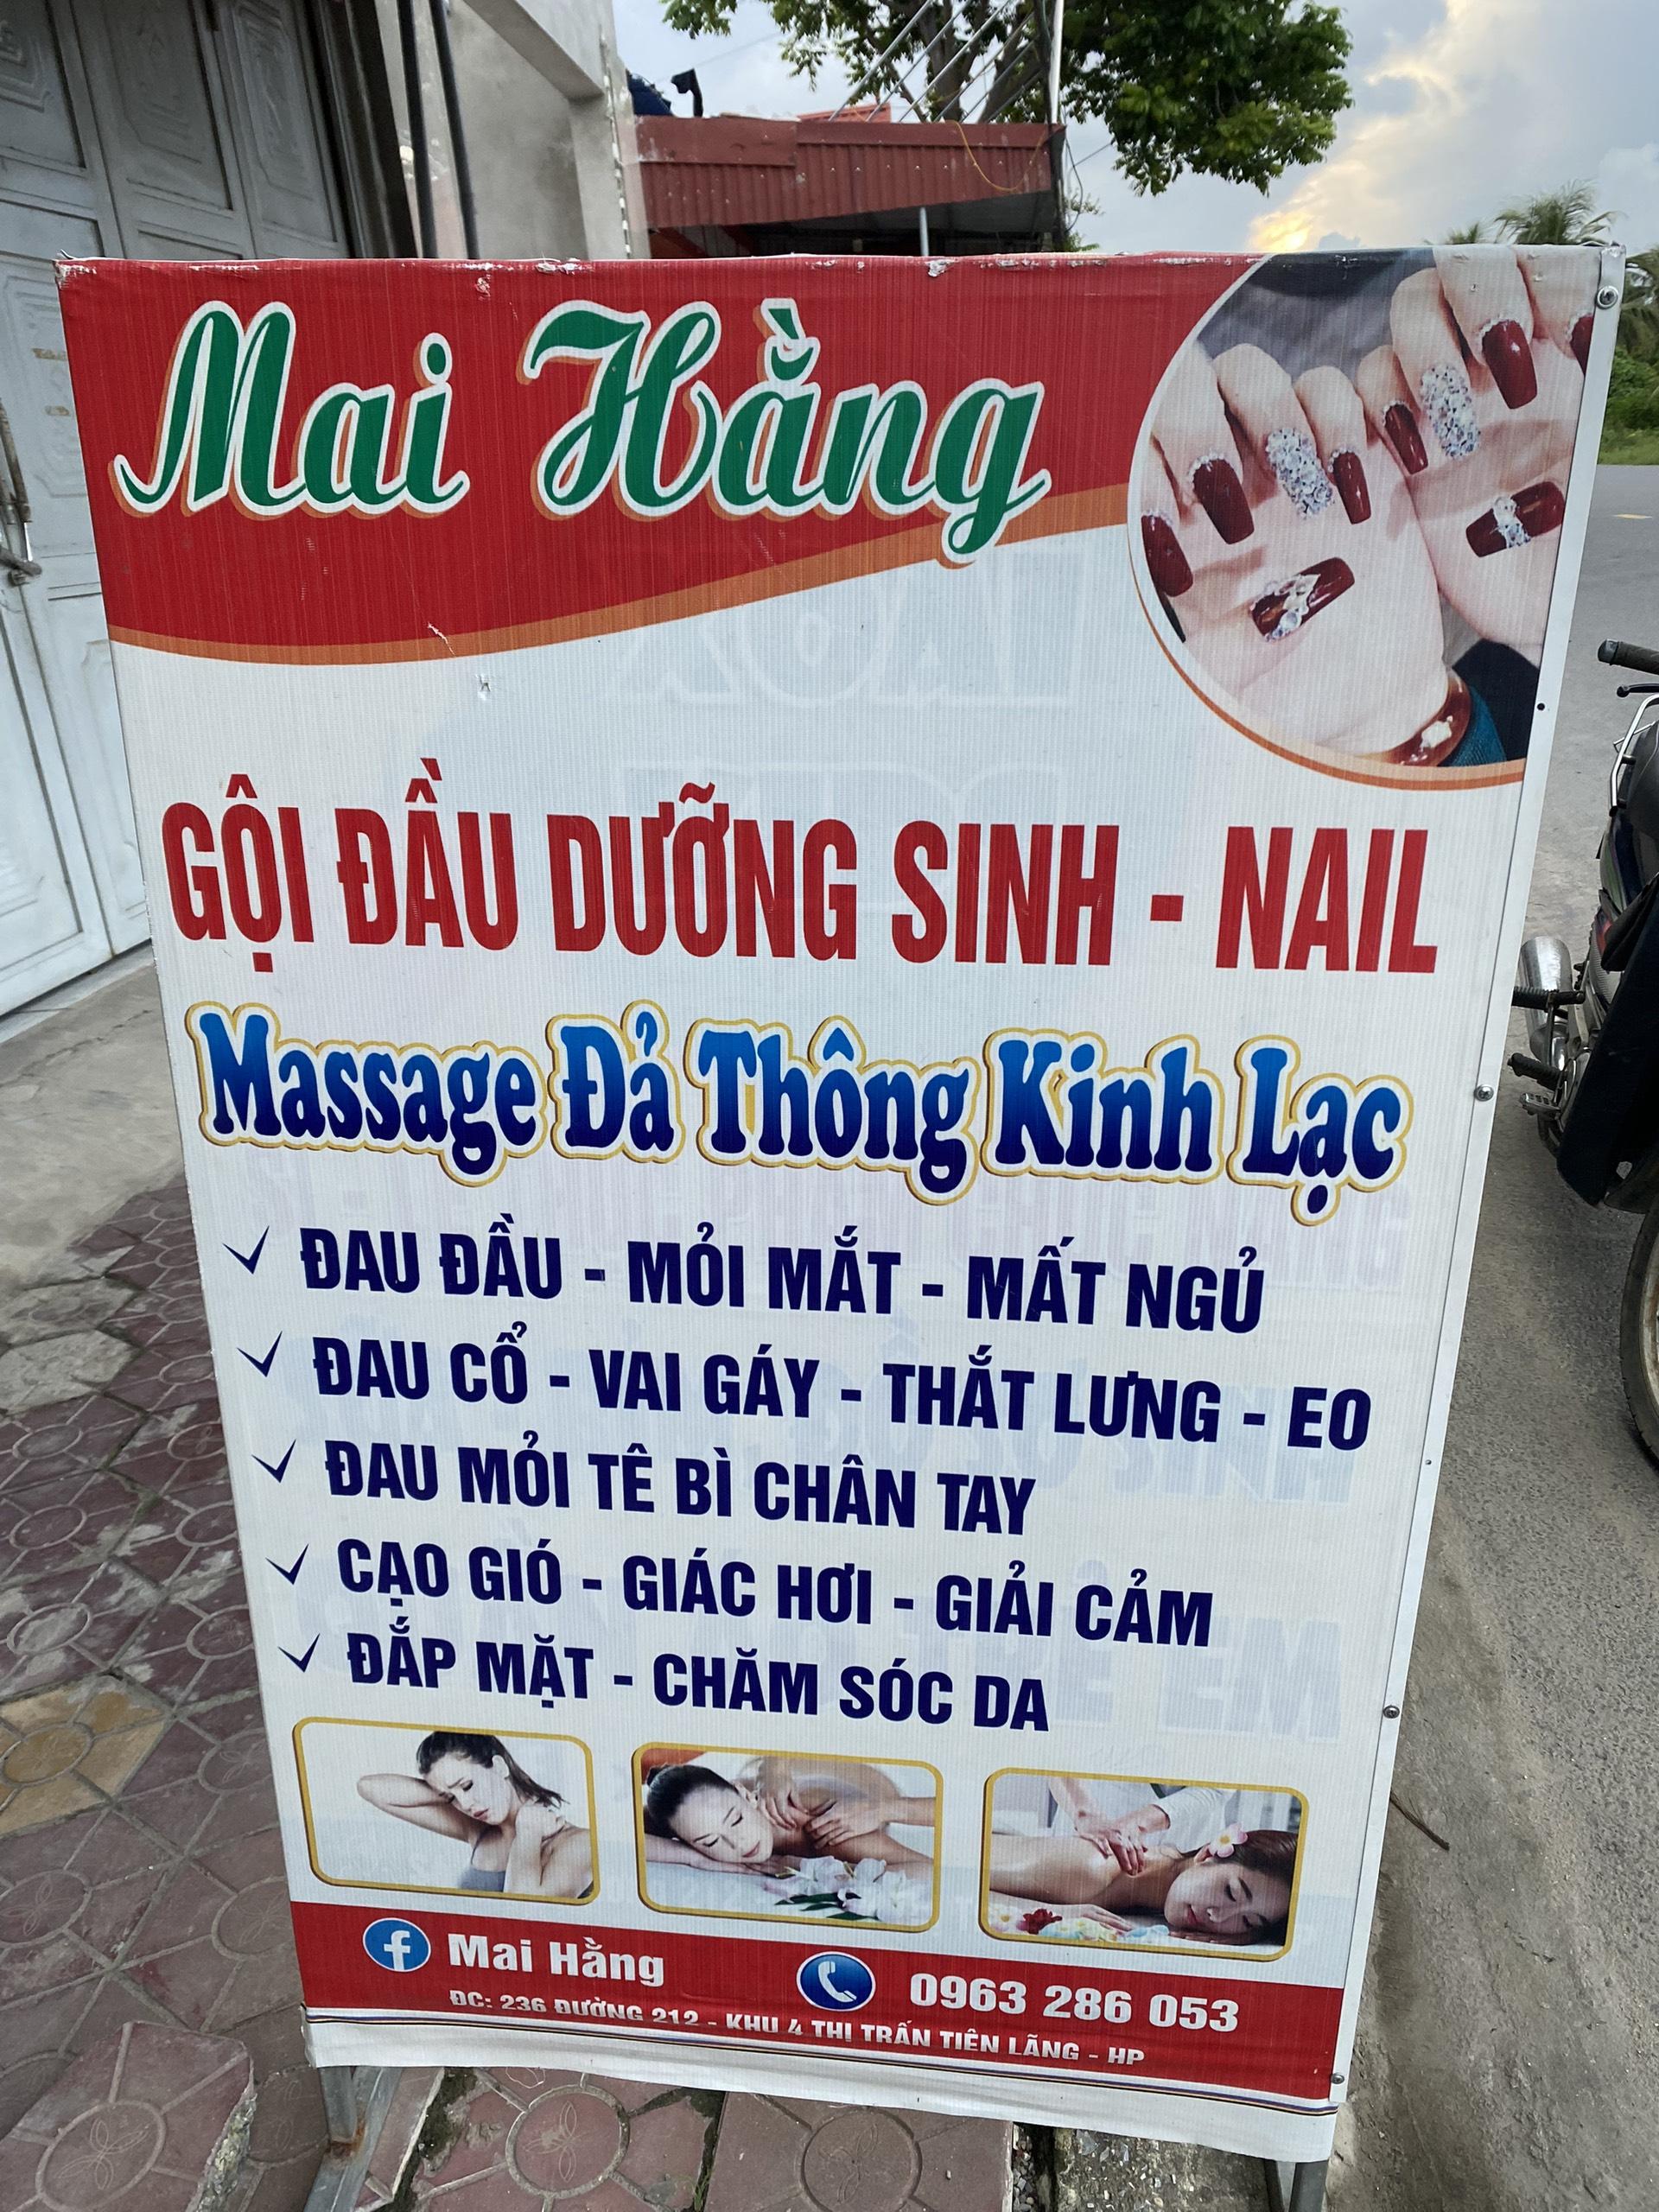 Mai Hằng
GỘI ĐẦU DƯỠNG SINH - NAIL
Massage Đả Thông Kinh Lạc
✓ ĐAU ĐẦU - MỎI MẮT - MẤT NGỦ
✓ ĐAU CỔ - VAI GÁY - THẮT LƯNG - EO
✓ ĐAU MỎI TÊ BÌ CHÂN TAY
✓ CẠO GIÓ - GIÁC HƠI - GIẢI CẢM
✓ ĐẮP MẶT - CHĂM SÓC DA
Mai Hằng 0963 286 053
ĐC: 236 ĐƯỜNG 212 - KHU 4 THỊ TRẤN TIÊN LÃNG - HP